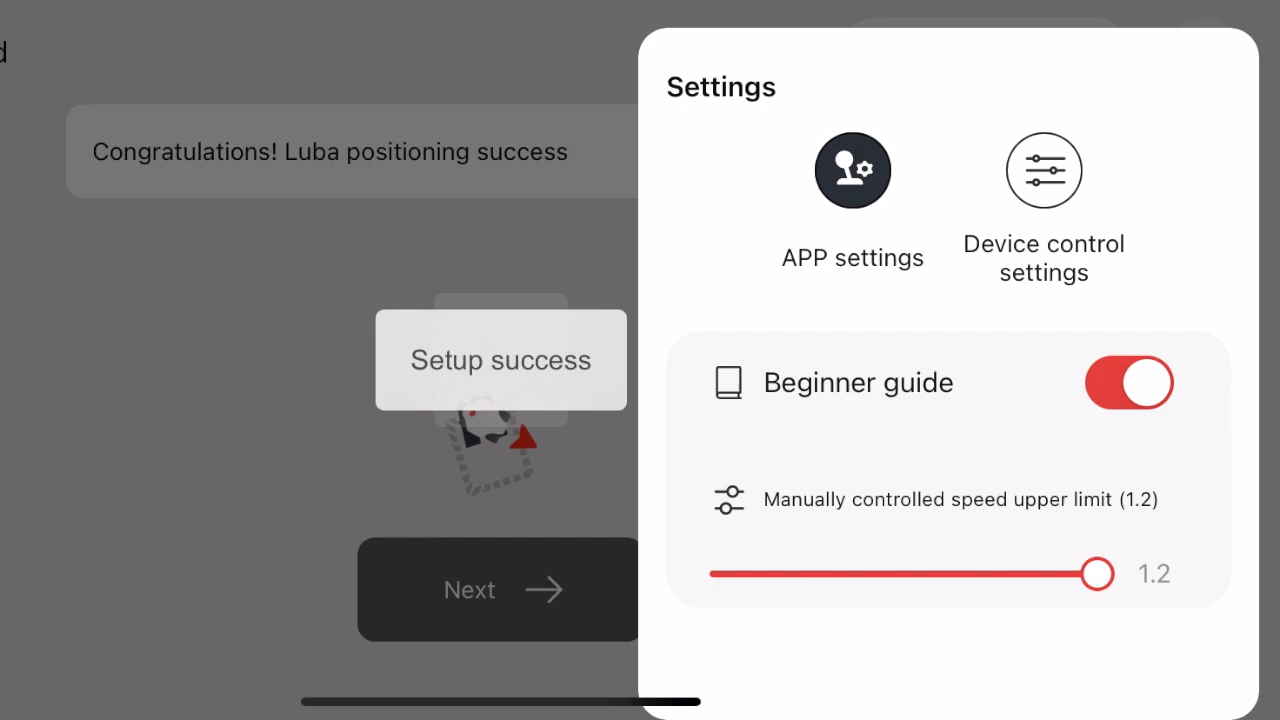 d
Congratulations! Luba positioning success
Setup success
Next
Settings
APP settings
Device control
settings
Beginner guide
Manually controlled speed upper limit (1.2)
1.2